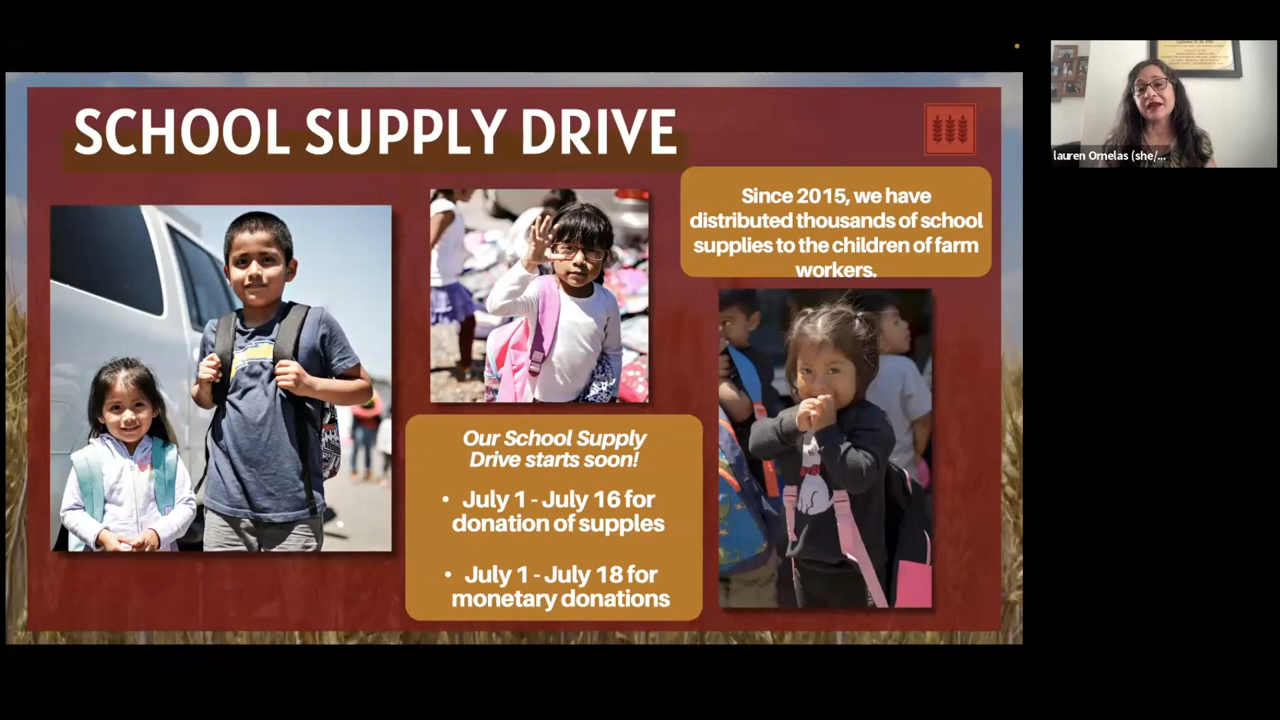 SCHOOL SUPPLY DRIVE
Since 2015, we have
distributed thousands of school
supplies to the children of farm
workers.
Our School Supply
Drive starts soon!
• July 1 - July 16 for
donation of supples
• July 1 - July 18 for
monetary donations
lauren Ornelas (she/...